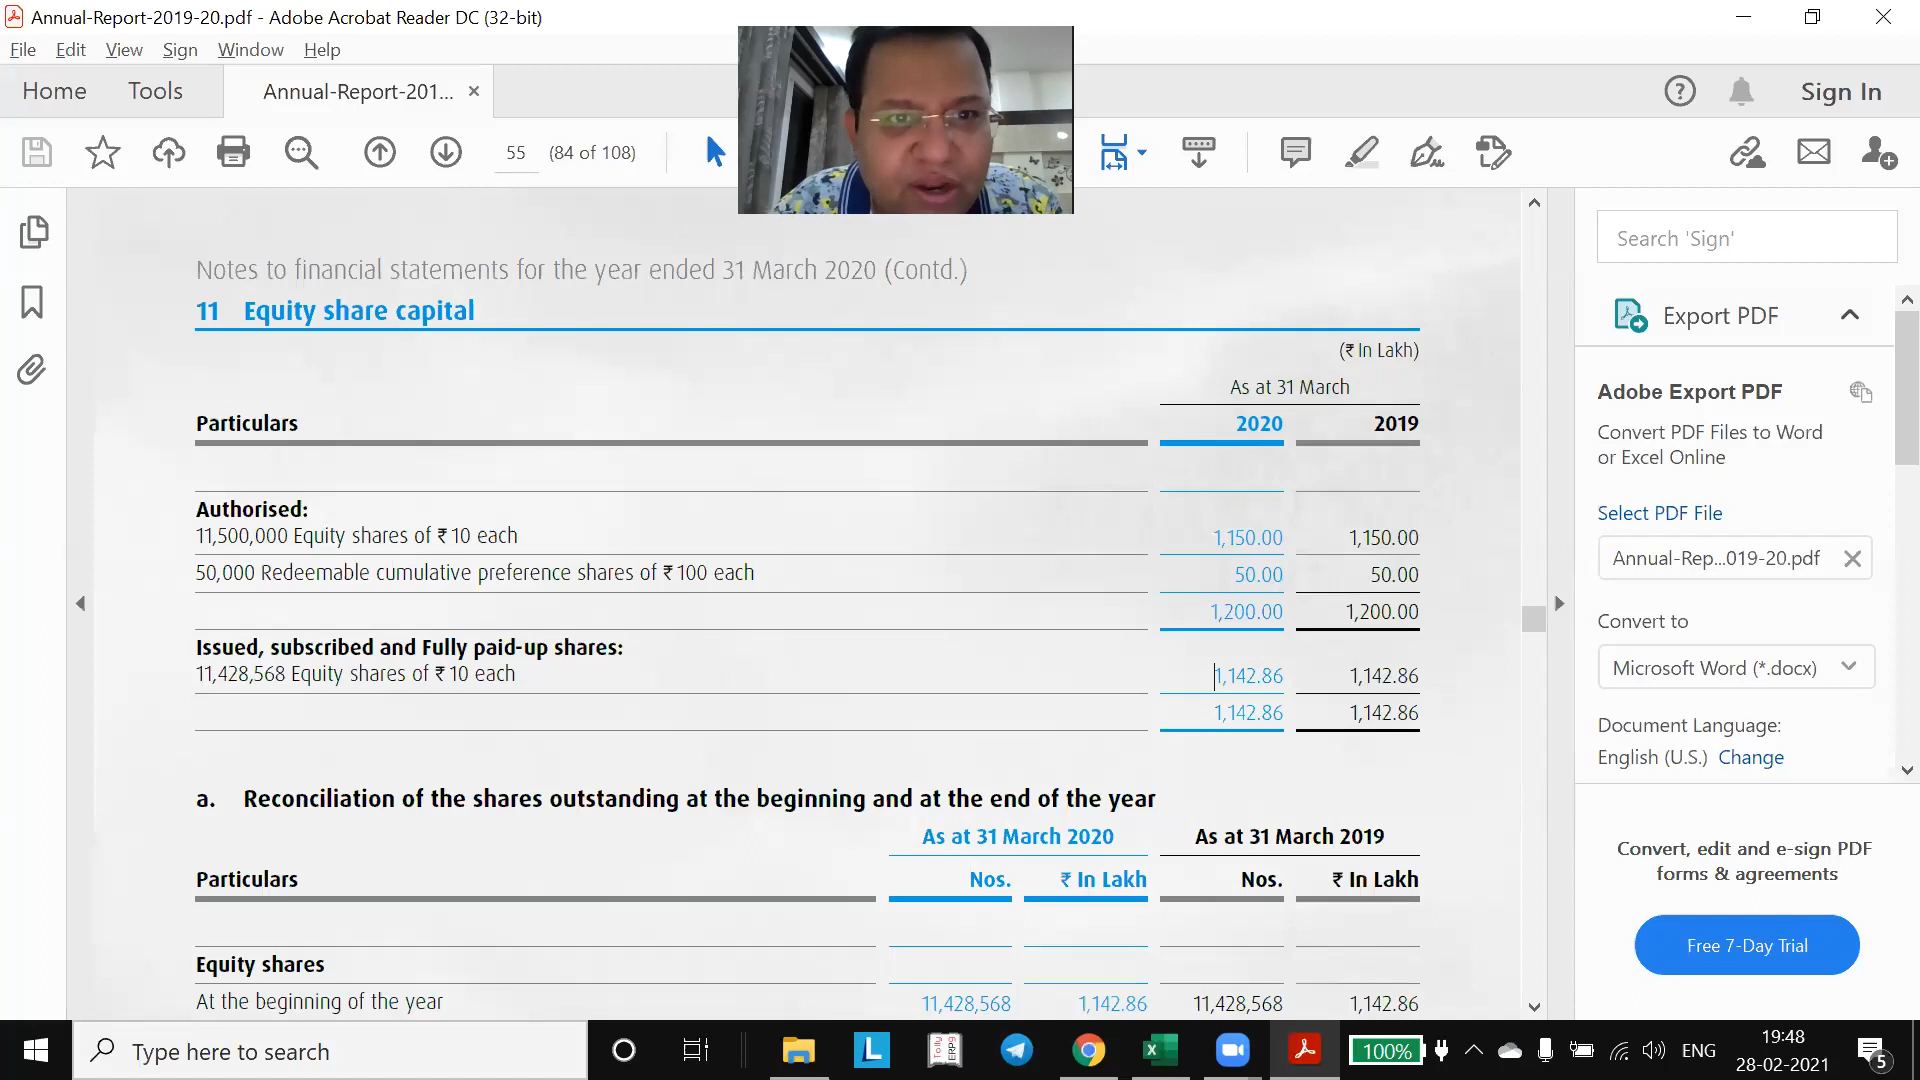 Annual-Report-2019-20.pdf - Adobe Acrobat Reader DC (32-bit)
File Edit View Sign Window Help
Home Tools Annual-Report-201... × Sign In
55 (84 of 108)
Notes to financial statements for the year ended 31 March 2020 (Contd.)
11 Equity share capital
(₹ In Lakh)
As at 31 March
Particulars 2020 2019
Authorised:
11,500,000 Equity shares of ₹ 10 each 1,150.00 1,150.00
50,000 Redeemable cumulative preference shares of ₹ 100 each 50.00 50.00
1,200.00 1,200.00
Issued, subscribed and Fully paid-up shares:
11,428,568 Equity shares of ₹ 10 each 1,142.86 1,142.86
1,142.86 1,142.86
a. Reconciliation of the shares outstanding at the beginning and at the end of the year
As at 31 March 2020 As at 31 March 2019
Particulars Nos. ₹ In Lakh Nos. ₹ In Lakh
Equity shares
At the beginning of the year 11,428,568 1,142.86 11,428,568 1,142.86
Search 'Sign'
Export PDF
Adobe Export PDF
Convert PDF Files to Word
or Excel Online
Select PDF File
Annual-Rep...019-20.pdf
Convert to
Microsoft Word (*.docx)
Document Language:
English (U.S.) Change
Convert, edit and e-sign PDF
forms & agreements
Free 7-Day Trial
Type here to search
L
100%
ENG
19:48
28-02-2021
5